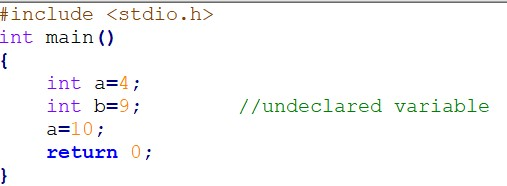 #include <stdio.h>
int main()
{
    int a=4;
    int b=9;        //undeclared variable
    a=10;
    return 0;
}